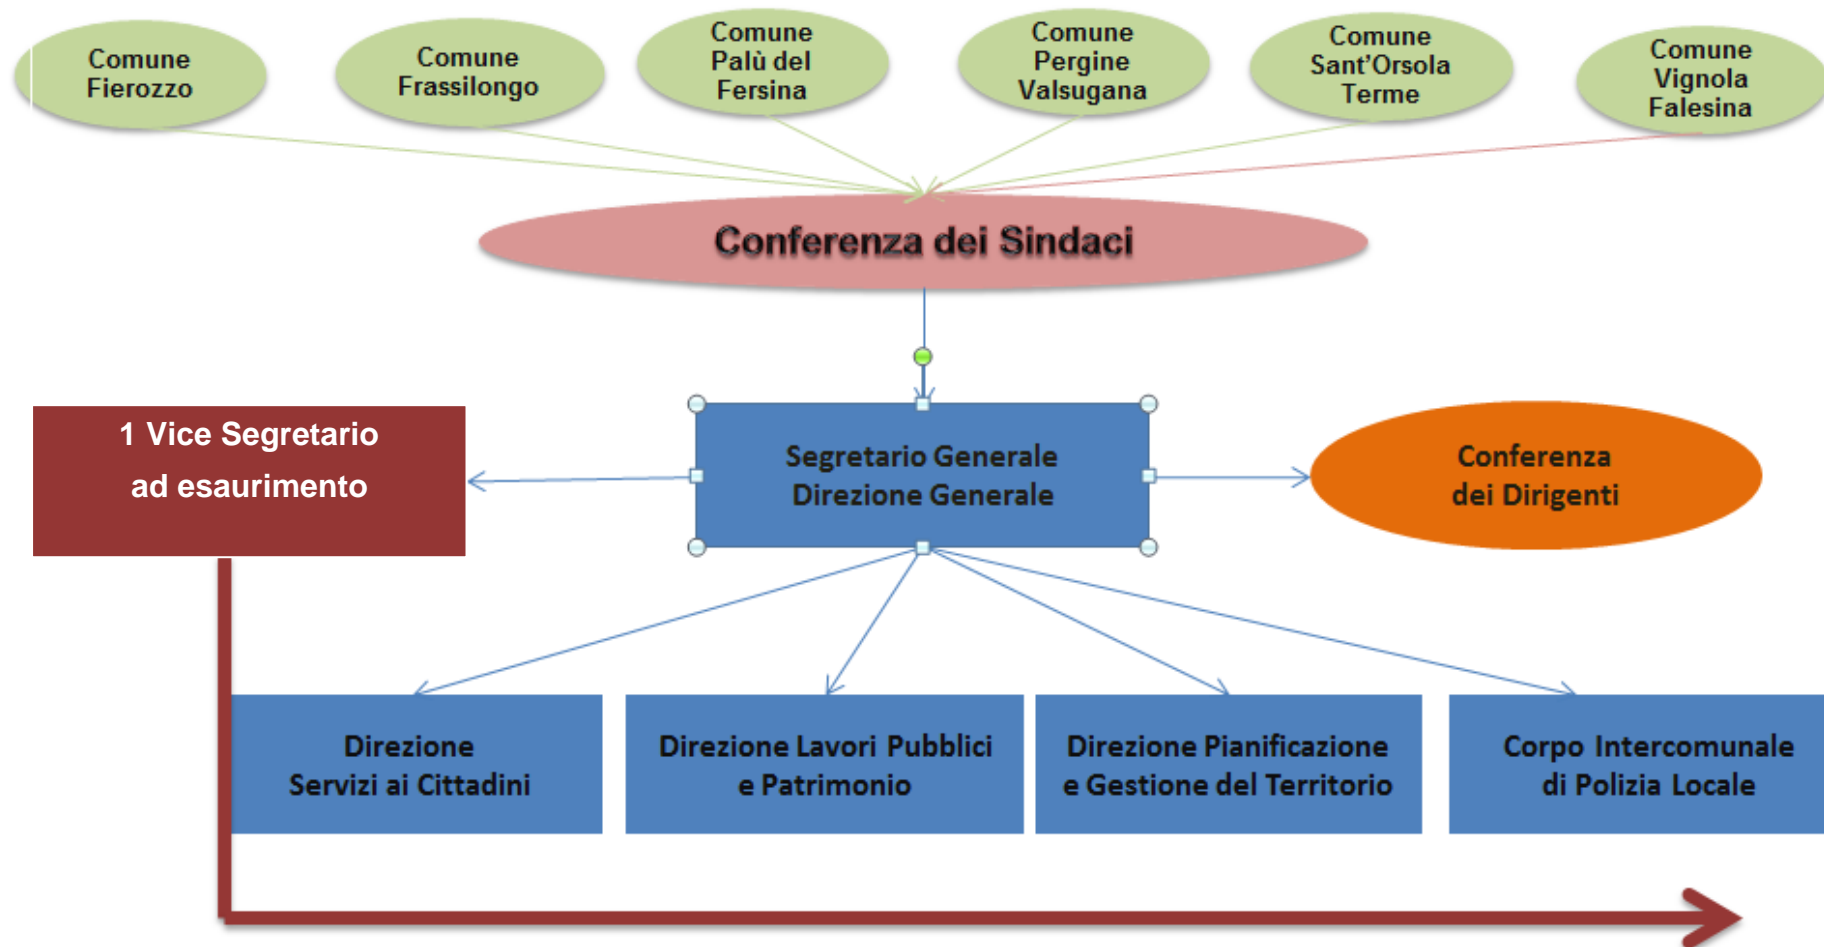 Comune
Fierozzo
Comune
Frassilongo
Comune
Palù del
Fersina
Comune
Pergine
Valsugana
Comune
Sant'Orsola
Terme
Comune
Vignola
Falesina
Conferenza dei Sindaci
1 Vice Segretario
ad esaurimento
Segretario Generale
Direzione Generale
Conferenza
dei Dirigenti
Direzione
Servizi ai Cittadini
Direzione Lavori Pubblici
e Patrimonio
Direzione Pianificazione
e Gestione del Territorio
Corpo Intercomunale
di Polizia Locale